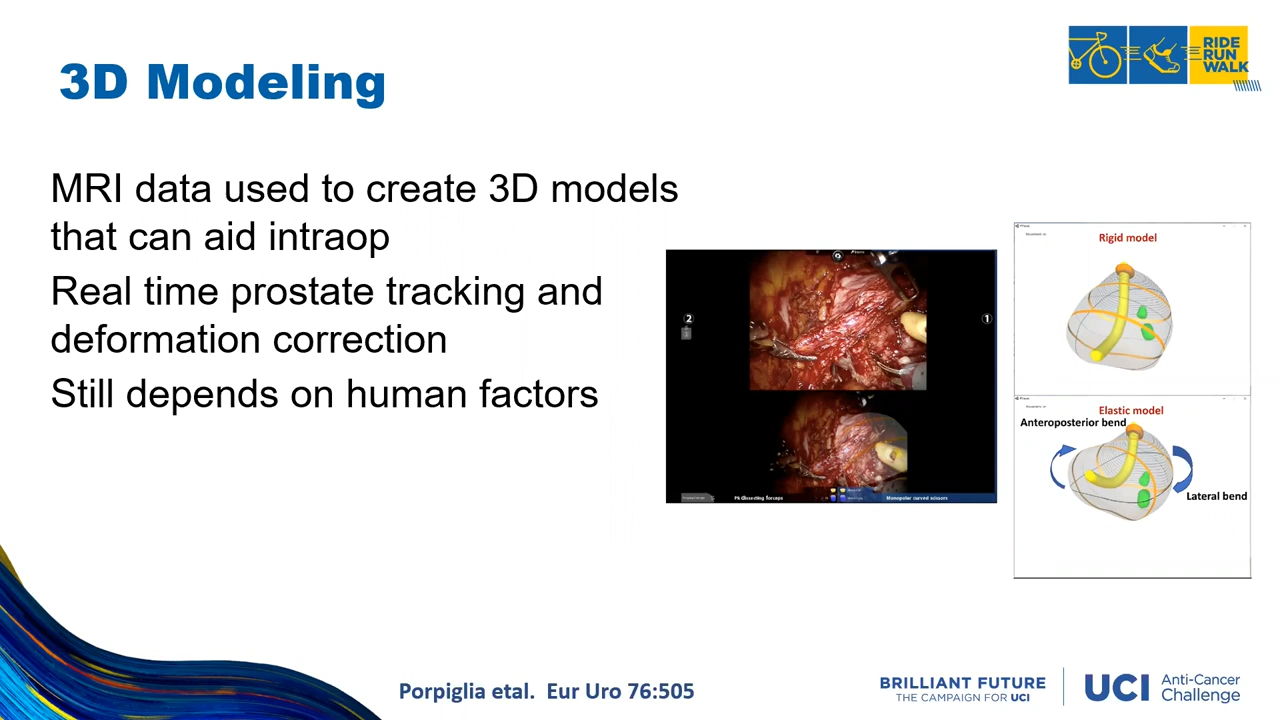 3D Modeling
RIDE
RUN
WALK
MRI data used to create 3D models
that can aid intraop
Real time prostate tracking and
deformation correction
Still depends on human factors
2
1
PK Dissecting forceps
Monopolar curved scissors
Rigid model
Elastic model
Anteroposterior bend
Lateral bend
Porpiglia etal. Eur Uro 76:505
BRILLIANT FUTURE
THE CAMPAIGN FOR UCI
UCI Anti-Cancer
Challenge